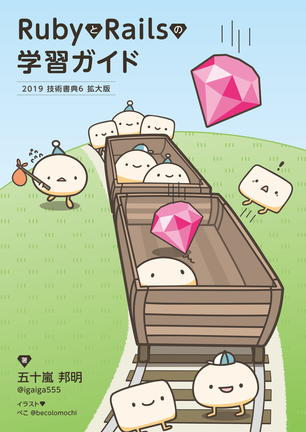 RubyとRailsの
学習ガイド
2019 技術書典6 拡大版
著
五十嵐 邦明
@igaiga555
イラスト♥
べこ @becolomochi